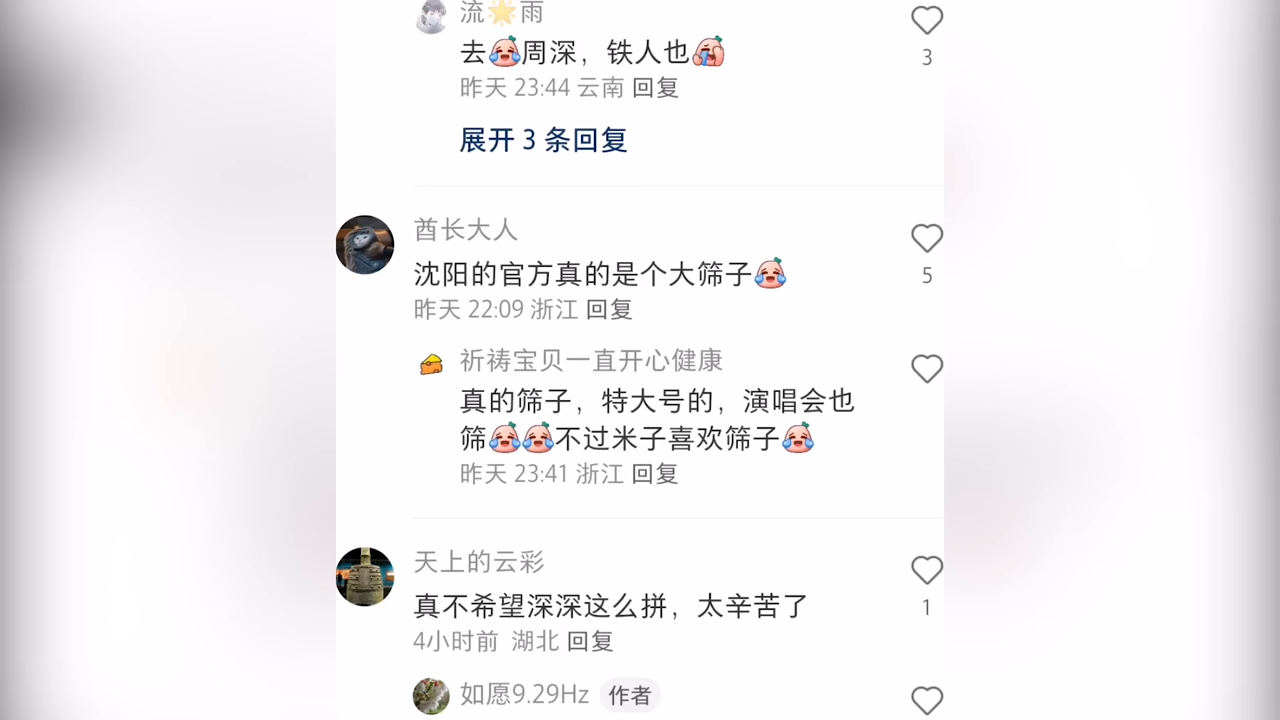 流🌟雨
去😂周深，铁人也😭
3
昨天 23:44 云南 回复
展开 3 条回复
酋长大人
沈阳的官方真的是个大筛子😂
5
昨天 22:09 浙江 回复
祈祷宝贝一直开心健康
真的筛子，特大号的，演唱会也
筛😂😂不过米子喜欢筛子😂
昨天 23:41 浙江 回复
天上的云彩
真不希望深深这么拼，太辛苦了
1
4小时前 湖北 回复
如愿9.29Hz 作者